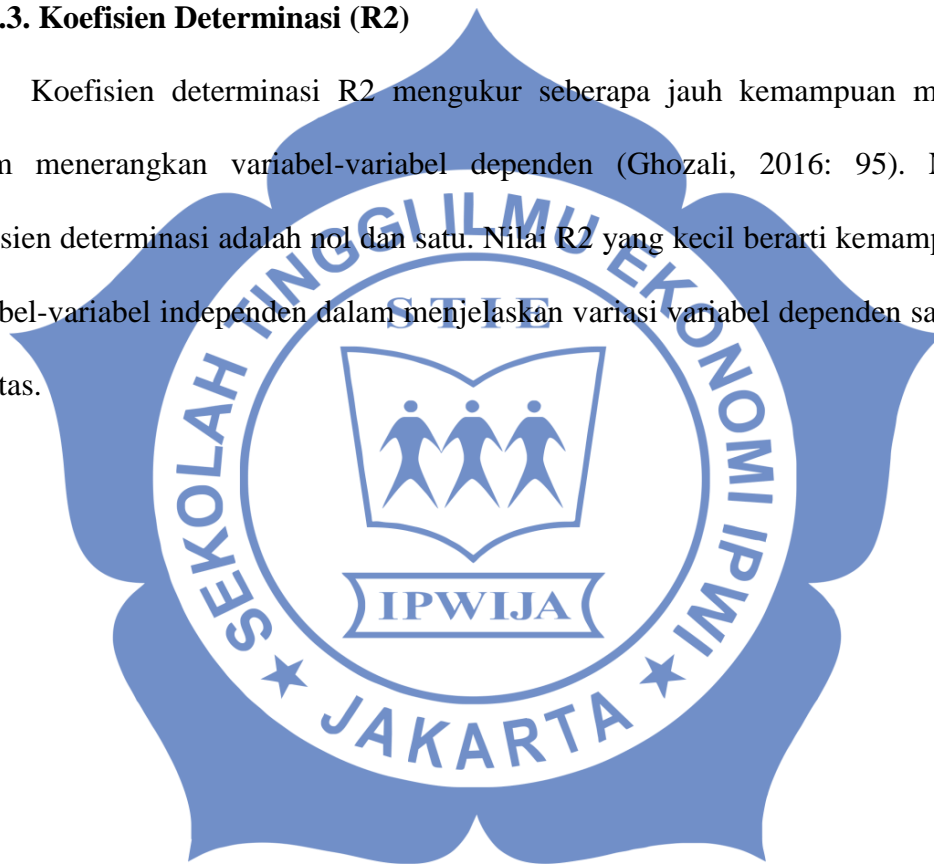 .3. Koefisien Determinasi (R2)
Koefisien determinasi R2 mengukur seberapa jauh kemampuan
menerangkan variabel-variabel dependen (Ghozali, 2016: 95).
sien determinasi adalah nol dan satu. Nilai R2 yang kecil berarti kemamp
bel-variabel independen dalam menjelaskan variasi variabel dependen sa
tas.
SEKOLAH TINGGI ILMU EKONOMI IPWI
STIE
IPWIJA
JAKARTA